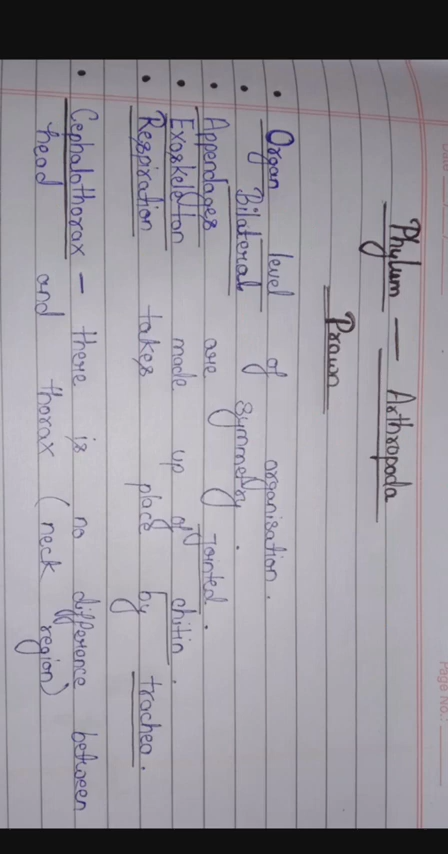 Phylum — Arthropoda
Prawn
• Organ level of organisation.
• Bilateral symmetry.
• Appendages are Jointed.
• Exoskeleton made up of chitin.
• Respiration takes place by trachea.
• Cephalothorax – there is no difference between
head and thorax (neck region)